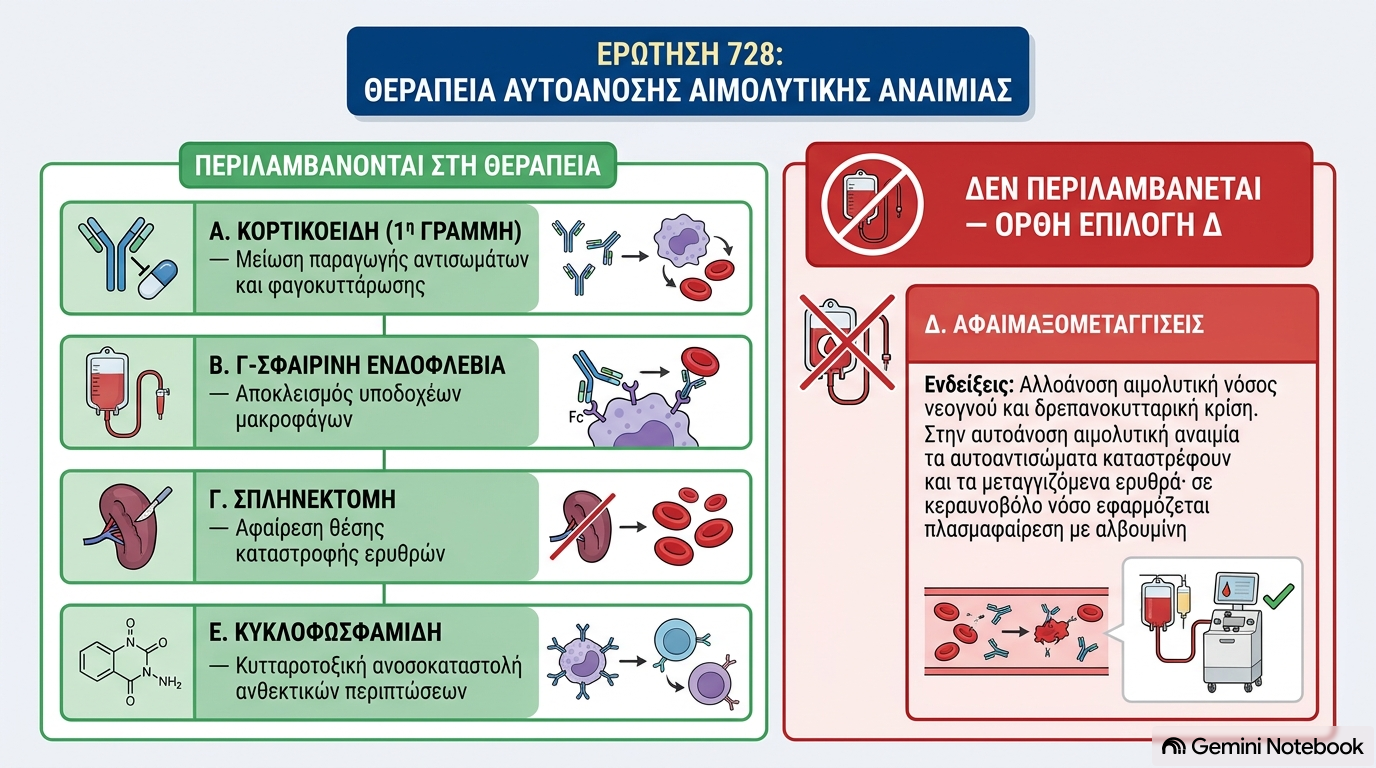 ΕΡΩΤΗΣΗ 728:
ΘΕΡΑΠΕΙΑ ΑΥΤΟΑΝΟΣΗΣ ΑΙΜΟΛΥΤΙΚΗΣ ΑΝΑΙΜΙΑΣ
ΠΕΡΙΛΑΜΒΑΝΟΝΤΑΙ ΣΤΗ ΘΕΡΑΠΕΙΑ
Α. ΚΟΡΤΙΚΟΕΙΔΗ (1η ΓΡΑΜΜΗ)
— Μείωση παραγωγής αντισωμάτων
και φαγοκυττάρωσης
Β. Γ-ΣΦΑΙΡΙΝΗ ΕΝΔΟΦΛΕΒΙΑ
— Αποκλεισμός υποδοχέων
μακροφάγων
Fc
Γ. ΣΠΛΗΝΕΚΤΟΜΗ
— Αφαίρεση θέσης
καταστροφής ερυθρών
Ε. ΚΥΚΛΟΦΩΣΦΑΜΙΔΗ
— Κυτταροτοξική ανοσοκαταστολή
ανθεκτικών περιπτώσεων
O
N
O
N
NH₂
O
ΔΕΝ ΠΕΡΙΛΑΜΒΑΝΕΤΑΙ
— ΟΡΘΗ ΕΠΙΛΟΓΗ Δ
Δ. ΑΦΑΙΜΑΞΟΜΕΤΑΓΓΙΣΕΙΣ
Ενδείξεις: Αλλοάνοση αιμολυτική νόσος
νεογνού και δρεπανοκυτταρική κρίση.
Στην αυτοάνοση αιμολυτική αναιμία
τα αυτοαντισώματα καταστρέφουν
και τα μεταγγιζόμενα ερυθρά· σε
κεραυνοβόλο νόσο εφαρμόζεται
πλασμαφαίρεση με αλβουμίνη
Gemini Notebook